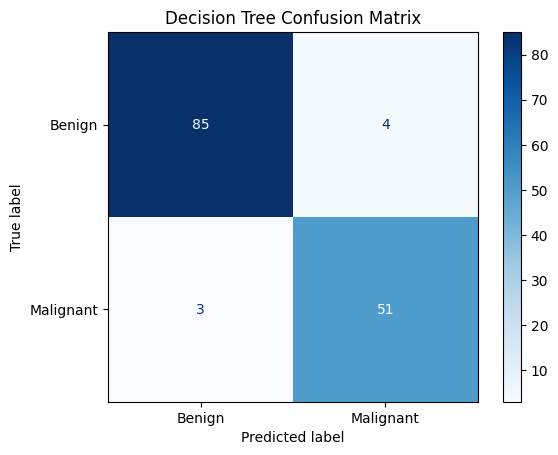 Decision Tree Confusion Matrix
True label
Benign
85
4
Malignant
3
51
Benign
Malignant
Predicted label
80
70
60
50
40
30
20
10